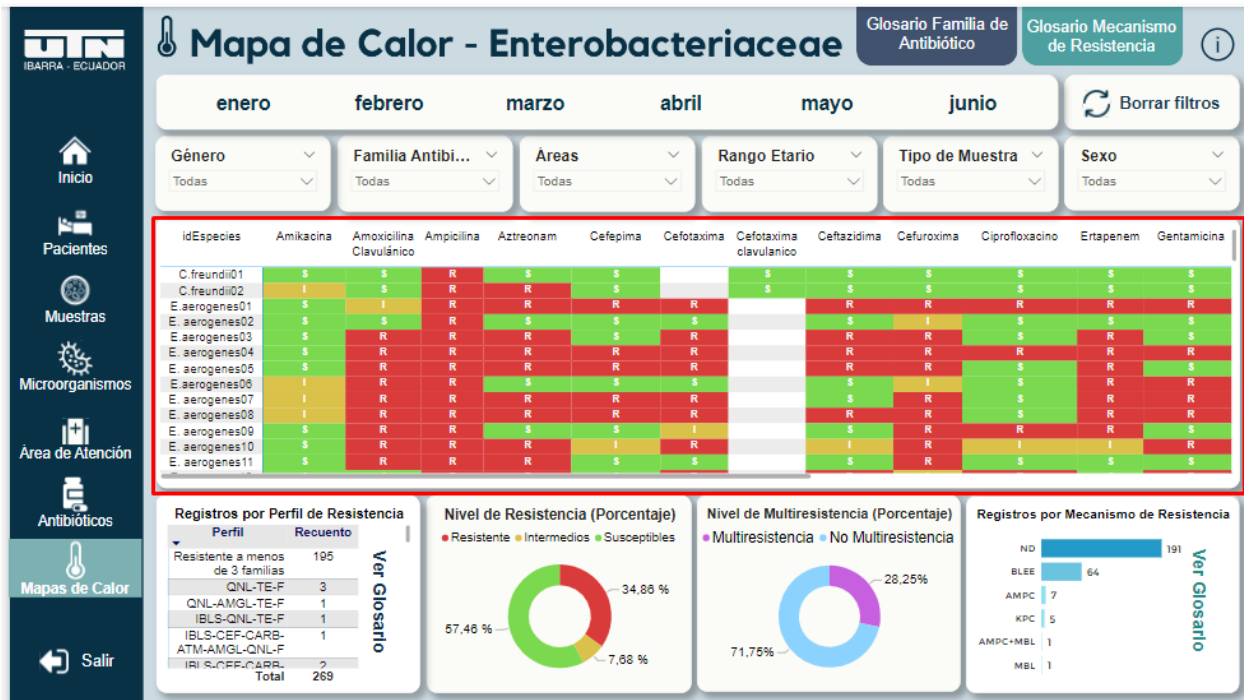 UTN
IBARRA - ECUADOR
Mapa de Calor - Enterobacteriaceae
Glosario Familia de
Antibiótico
Glosario Mecanismo
de Resistencia
i
enero febrero marzo abril mayo junio
Borrar filtros
Inicio
Pacientes
Muestras
Microorganismos
Área de Atención
Antibióticos
Mapas de Calor
Salir
Género Familia Antibi... Áreas Rango Etario Tipo de Muestra Sexo
Todas Todas Todas Todas Todas Todas
idEspecies Amikacina Amoxicilina Ampicilina Aztreonam Cefepima Cefotaxima Cefotaxima Ceftazidima Cefuroxima Ciprofloxacino Ertapenem Gentamicina
Clavulánico clavulanico
C.freundii01 S S R S S S S S S S S
C.freundii02 I S R R S S S S S S S
E.aerogenes01 S I R R R R R R R R R
E. aerogenes02 S S R S S S S I S S S
E. aerogenes03 S R R R S R R R S R S
E. aerogenes04 S R R R R R R R R R R
E. aerogenes05 S R R R S S R R S R S
E.aerogenes06 I R R S S S S I S R R
E. aerogenes07 I R R R R R S R S R R
E. aerogenes08 I R R R R R R R S R R
E. aerogenes09 S R R S S I S R R R S
E. aerogenes10 S R R R I R I R I I R
E. aerogenes11 S R R R S S S R S S S
Registros por Perfil de Resistencia
Perfil Recuento
Resistente a menos 195
de 3 familias
QNL-TE-F 3
QNL-AMGL-TE-F 1
IBLS-QNL-TE-F 1
IBLS-CEF-CARB- 1
ATM-AMGL-QNL-F
IBLS-CEF-CARB- 2
Total 269
Ver Glosario
Nivel de Resistencia (Porcentaje)
Resistente Intermedios Susceptibles
34,86 %
57,46 %
7,68 %
Nivel de Multiresistencia (Porcentaje)
Multiresistencia No Multiresistencia
28,25%
71,75%
Registros por Mecanismo de Resistencia
ND 191
BLEE 64
AMPC 7
KPC 5
AMPC+MBL 1
MBL 1
Ver Glosario